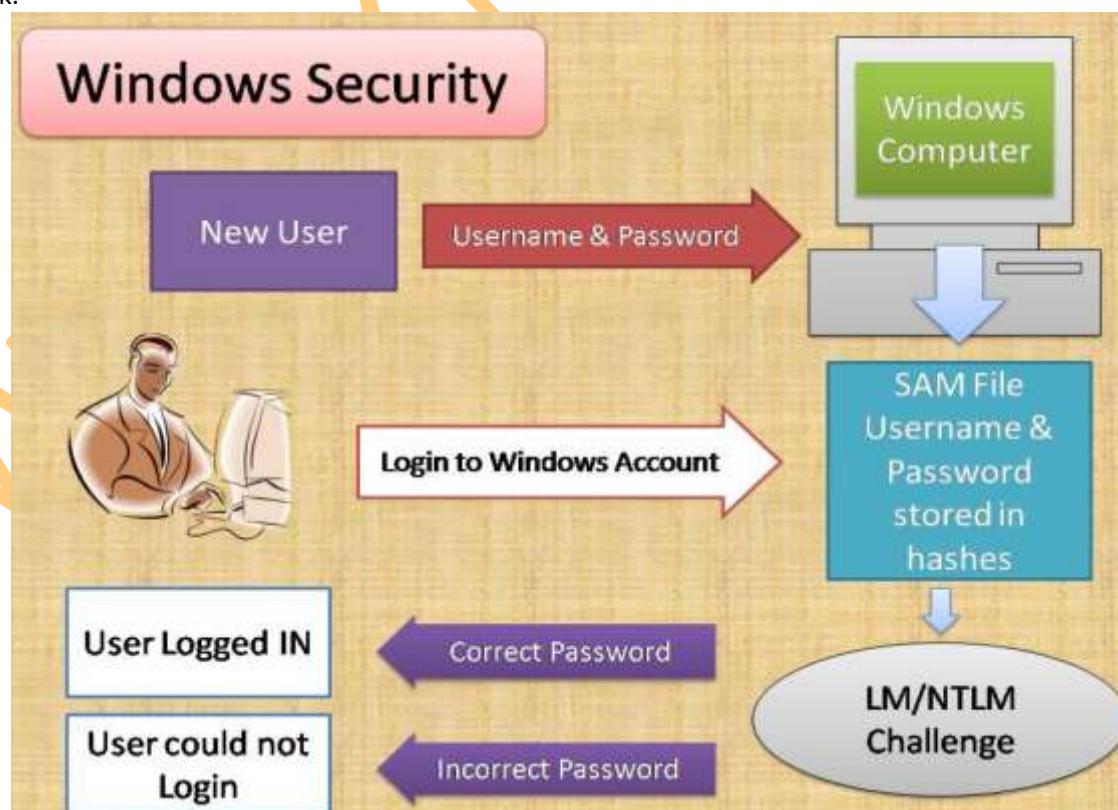 Windows Security
Windows
Computer
New User
Username & Password
SAM File
Username &
Password
stored in
hashes
Login to Windows Account
User Logged IN
Correct Password
LM/NTLM
Challenge
User could not
Login
Incorrect Password